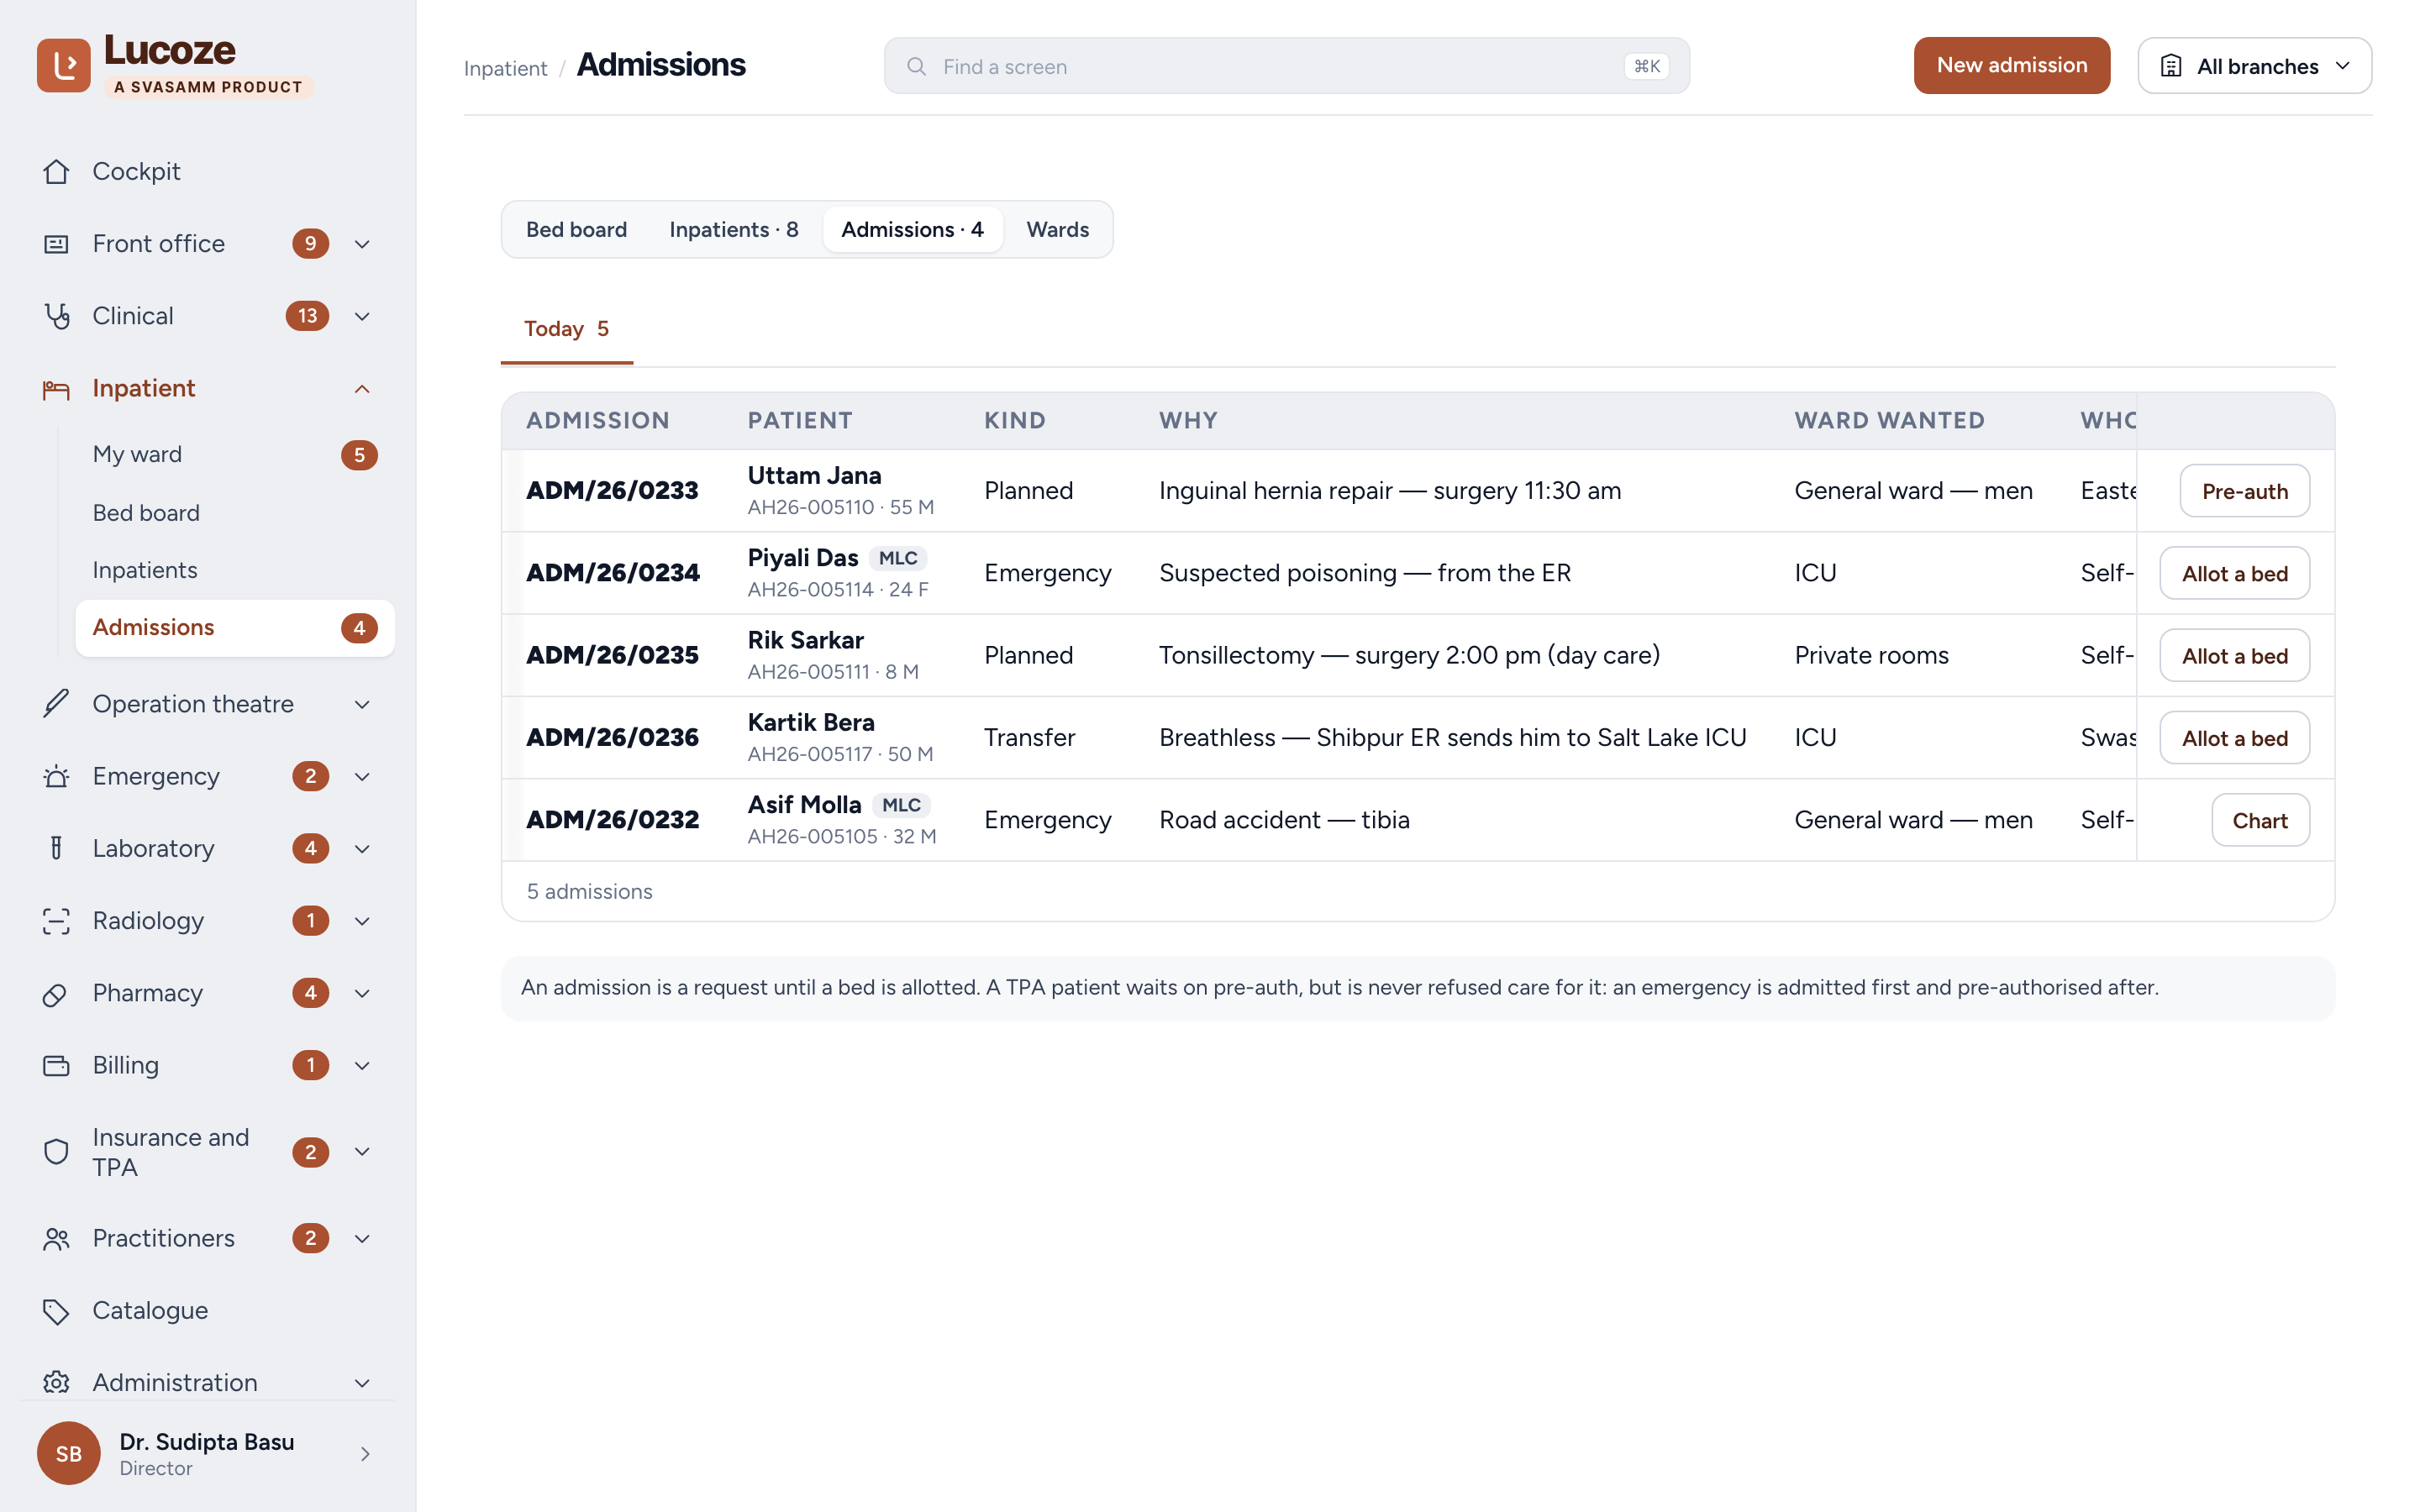 Lucoze
A SVASAMM PRODUCT
Cockpit
Front office 9
Clinical 13
Inpatient
My ward 5
Bed board
Inpatients
Admissions 4
Operation theatre
Emergency 2
Laboratory 4
Radiology 1
Pharmacy 4
Billing 1
Insurance and
TPA 2
Practitioners 2
Catalogue
Administration
SB Dr. Sudipta Basu
Director
Inpatient / Admissions
Find a screen ⌘K
New admission
All branches
Bed board Inpatients · 8 Admissions · 4 Wards
Today 5
ADMISSION PATIENT KIND WHY WARD WANTED
ADM/26/0233 Uttam Jana Planned Inguinal hernia repair — surgery 11:30 am General ward — men Pre-auth
AH26-005110 · 55 M
ADM/26/0234 Piyali Das MLC Emergency Suspected poisoning — from the ER ICU Self- Allot a bed
AH26-005114 · 24 F
ADM/26/0235 Rik Sarkar Planned Tonsillectomy — surgery 2:00 pm (day care) Private rooms Self- Allot a bed
AH26-005111 · 8 M
ADM/26/0236 Kartik Bera Transfer Breathless — Shibpur ER sends him to Salt Lake ICU ICU Allot a bed
AH26-005117 · 50 M
ADM/26/0232 Asif Molla MLC Emergency Road accident — tibia General ward — men Self- Chart
AH26-005105 · 32 M
5 admissions
An admission is a request until a bed is allotted. A TPA patient waits on pre-auth, but is never refused care for it: an emergency is admitted first and pre-authorised after.